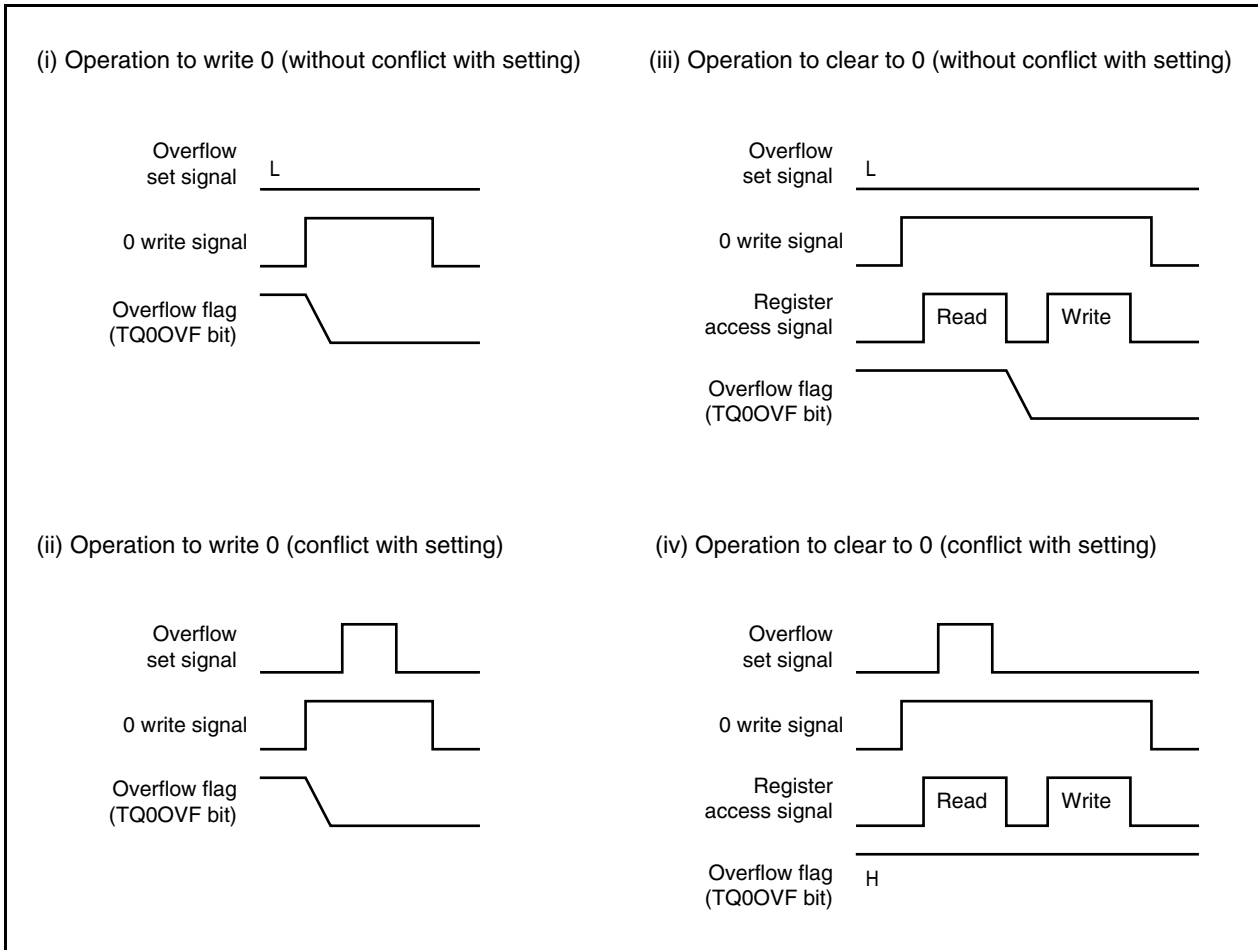 (i) Operation to write 0 (without conflict with setting)
Overflow
set signal
L
0 write signal
Overflow flag
(TQ0OVF bit)
(iii) Operation to clear to 0 (without conflict with setting)
Overflow
set signal
L
0 write signal
Register
access signal
Read
Write
Overflow flag
(TQ0OVF bit)
(ii) Operation to write 0 (conflict with setting)
Overflow
set signal
0 write signal
Overflow flag
(TQ0OVF bit)
(iv) Operation to clear to 0 (conflict with setting)
Overflow
set signal
0 write signal
Register
access signal
Read
Write
Overflow flag
(TQ0OVF bit)
H